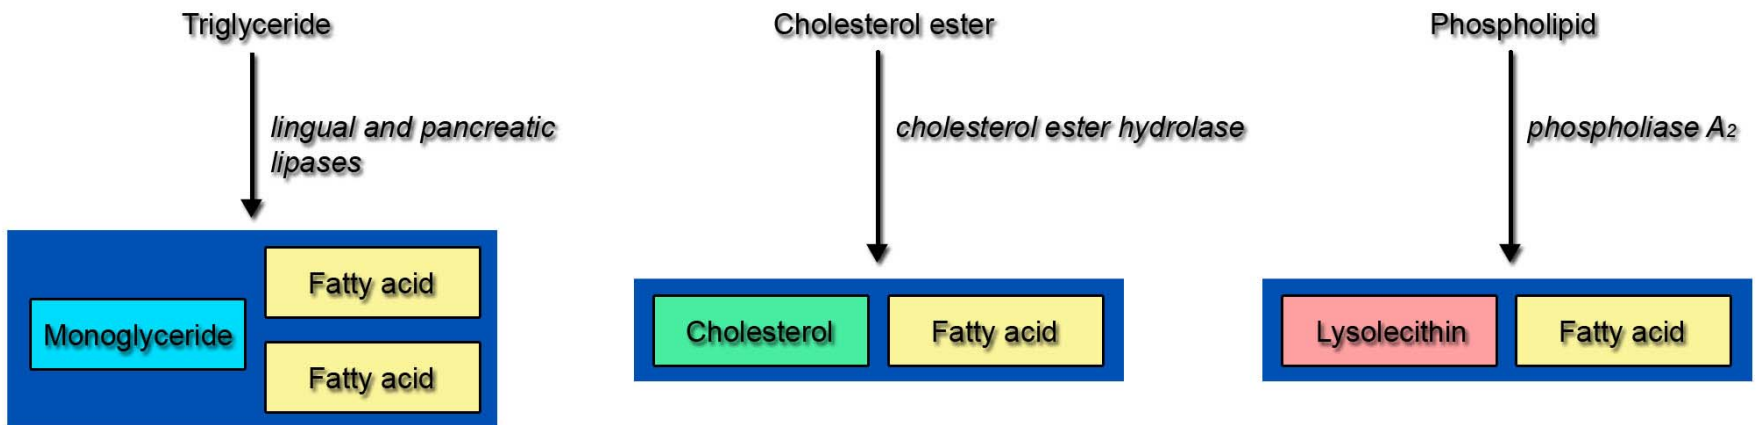 Triglyceride
lingual and pancreatic
lipases
Monoglyceride
Fatty acid
Fatty acid
Cholesterol ester
cholesterol ester hydrolase
Cholesterol
Fatty acid
Phospholipid
phospholiase A₂
Lysolecithin
Fatty acid